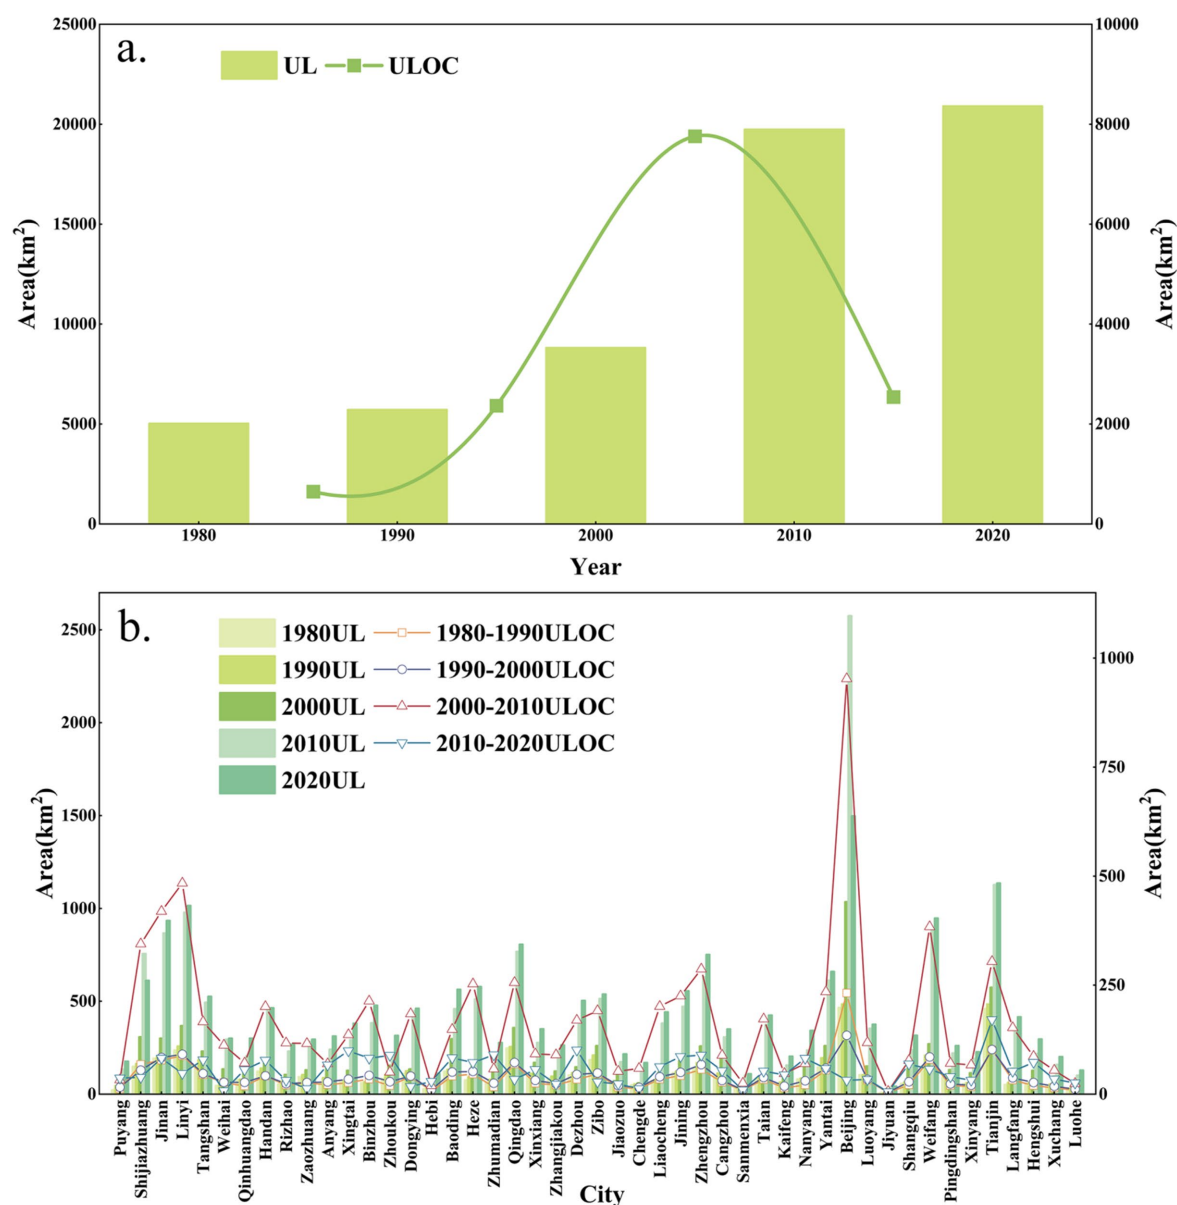 a.
UL
ULOC
25000
20000
15000
10000
5000
0
Area(km²)
10000
8000
6000
4000
2000
0
Area(km²)
1980
1990
2000
2010
2020
Year
b.
1980UL
1980-1990ULOC
1990UL
1990-2000ULOC
2000UL
2000-2010ULOC
2010UL
2010-2020ULOC
2020UL
2500
2000
1500
1000
500
0
Area(km²)
1000
750
500
250
0
Area(km²)
Puyang
Shijiazhuang
Jinan
Linyi
Tangshan
Weihai
Qinhuangdao
Handan
Rizhao
Zaozhuang
Anyang
Xingtai
Binzhou
Zhoukou
Dongying
Hebi
Baoding
Heze
Zhumadian
Qingdao
Xinxiang
Zhangjiakou
Dezhou
Zibo
Jiaozuo
Chengde
Liaocheng
Jining
Zhengzhou
Cangzhou
Sanmenxia
Taian
Kaifeng
Nanyang
Yantai
Beijing
Luoyang
Jiyuan
Shangqiu
Weifang
Pingdingshan
Xinyang
Tianjin
Langfang
Hengshui
Xuchang
Luohe
City